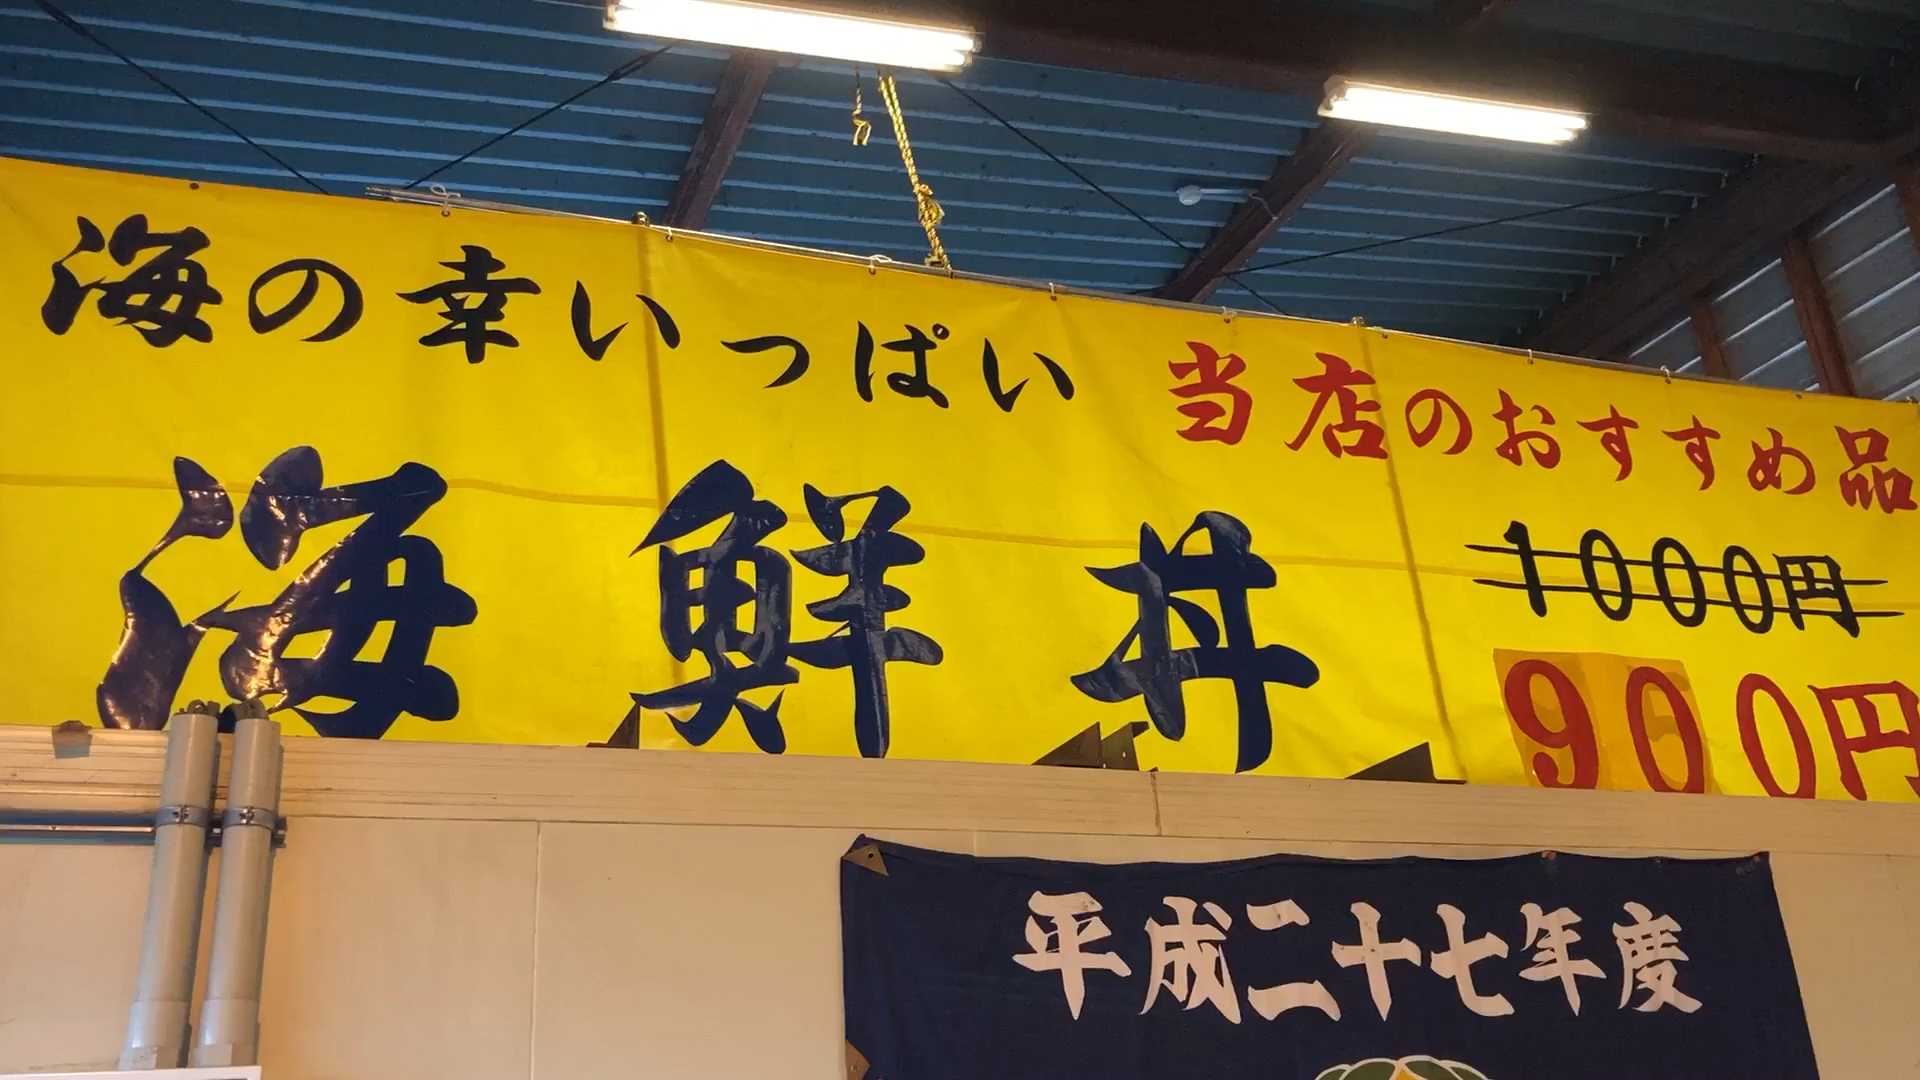 海の幸いっぱい
当店のおすすめ品
海鮮丼
1000円
900円
平成二十七年度